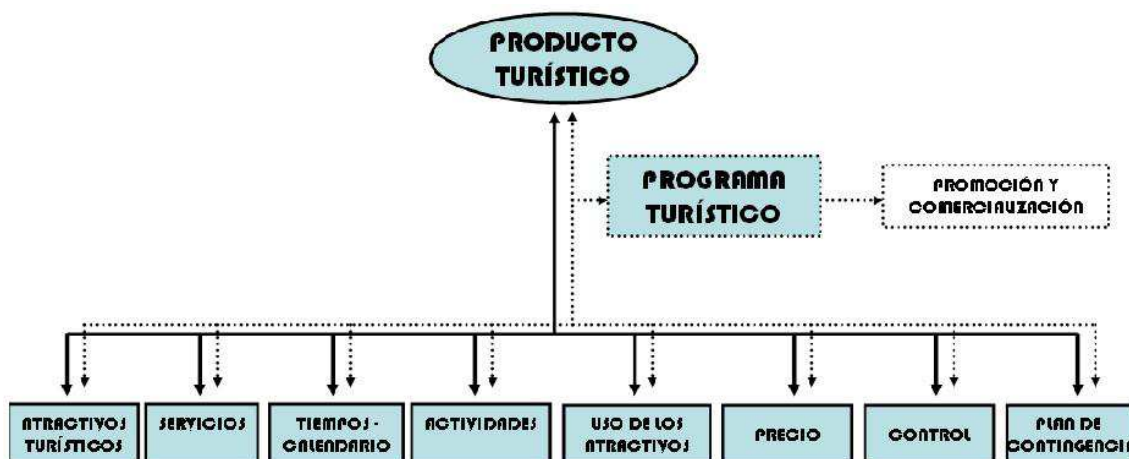 PRODUCTO
TURÍSTICO
PROGRAMA
TURÍSTICO
PROMOCIÓN Y
COMERCIALIZACIÓN
ATRACTIVOS
TURÍSTICOS
SERVICIOS
TIEMPOS -
CALENDARIO
ACTIVIDADES
USO DE LOS
ATRACTIVOS
PRECIO
CONTROL
PLAN DE
CONTINGENCIA